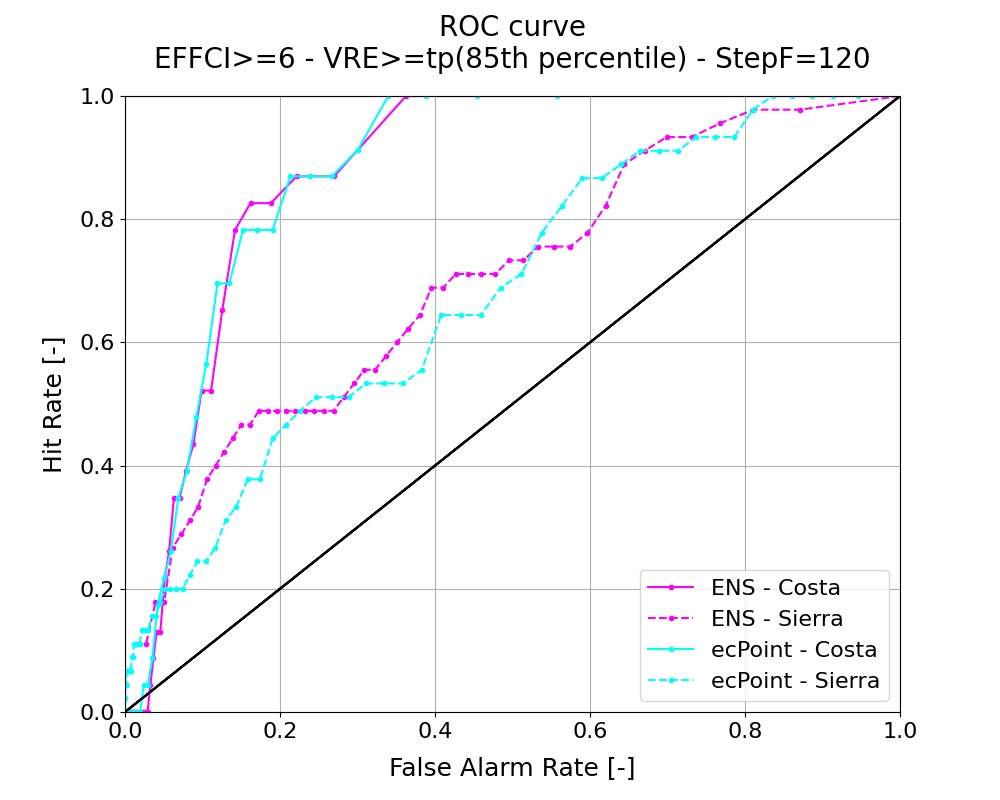 ROC curve
EFFCI>=6 - VRE>=tp(85th percentile) - StepF=120
1.0
0.8
0.6
0.4
0.2
0.0
Hit Rate [-]
0.0 0.2 0.4 0.6 0.8 1.0
False Alarm Rate [-]
ENS - Costa
ENS - Sierra
ecPoint - Costa
ecPoint - Sierra